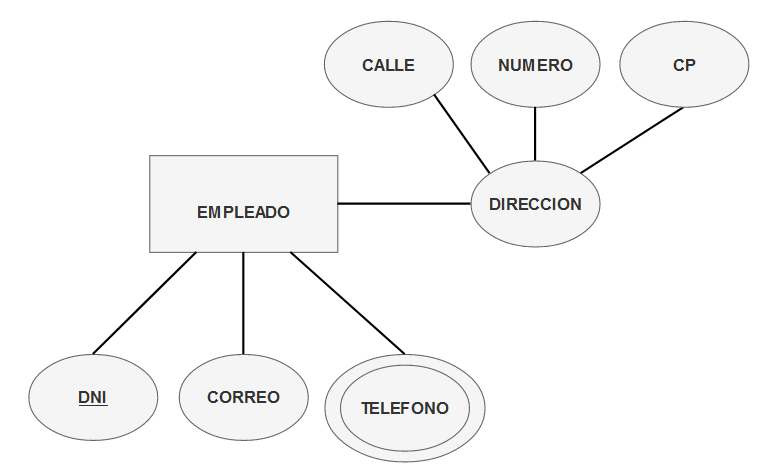 CALLE
NUMERO
CP
EMPLEADO
DIRECCION
DNI
CORREO
TELEFONO